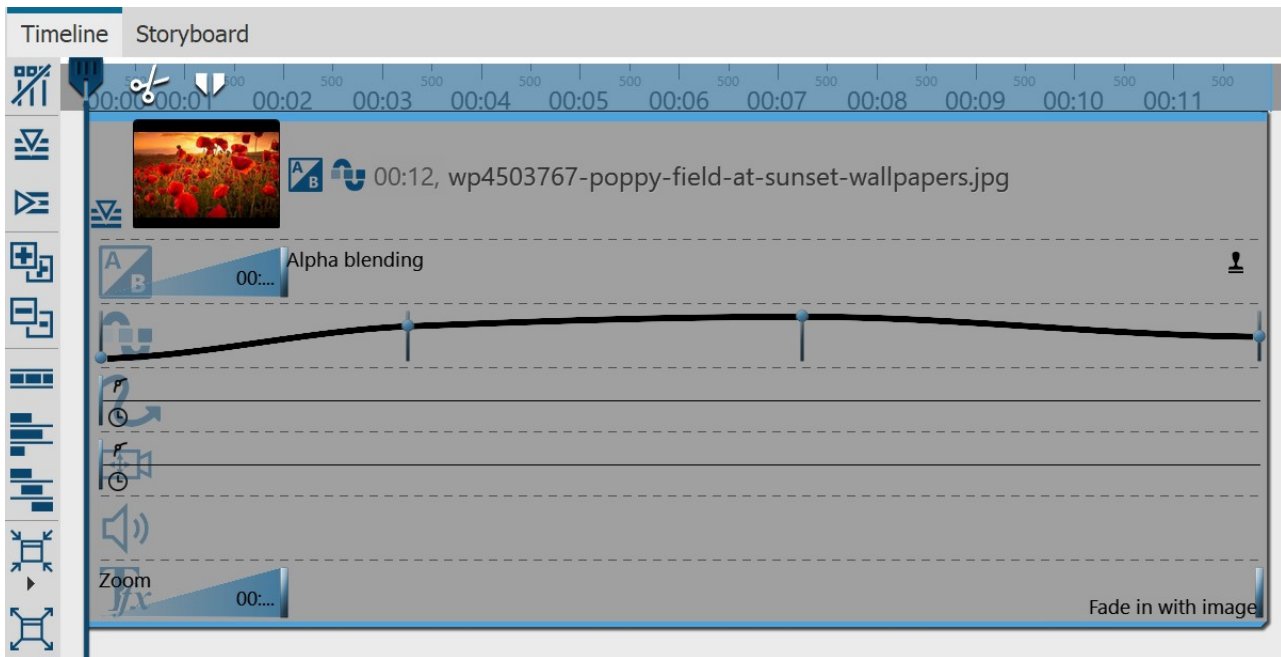 Timeline Storyboard
500 500 500 500 500 500 500 500 500 500 500 500
00:00 00:01 00:02 00:03 00:04 00:05 00:06 00:07 00:08 00:09 00:10 00:11
A B 00:12, wp4503767-poppy-field-at-sunset-wallpapers.jpg
A B 00:... Alpha blending
Zoom
fx 00:... Fade in with image